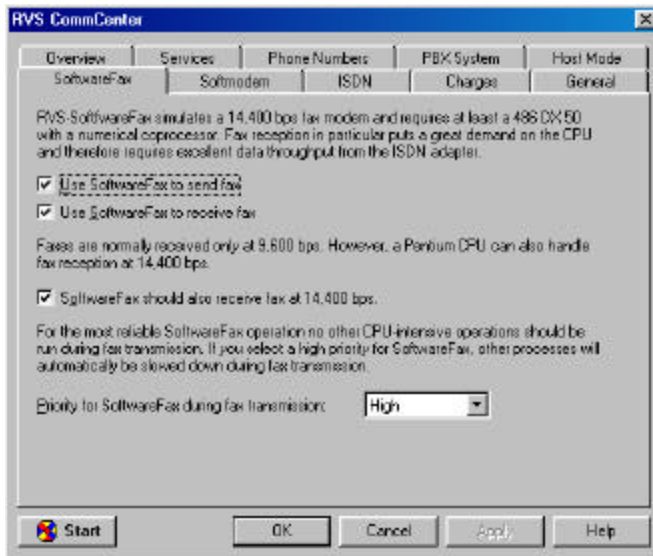 RVS CommCenter
Overview Services Phone Numbers PBX System Host Mode
SoftwareFax Softmodem ISDN Charges General
RVS-SoftfwareFax simulates a 14,400 bps fax modem and requires at least a 486 DX 50
with a numerical coprocessor. Fax reception in particular puts a great demand on the CPU
and therefore requires excellent data throughput from the ISDN adapter.
Use SoftwareFax to send fax
Use SoftwareFax to receive fax
Faxes are normally received only at 9,600 bps. However, a Pentium CPU can also handle
fax reception at 14,400 bps.
SoftwareFax should also receive fax at 14,400 bps.
For the most reliable SoftwareFax operation no other CPU-intensive operations should be
run during fax transmission. If you select a high priority for SoftwareFax, other processes will
automatically be slowed down during fax transmission.
Priority for SoftwareFax during fax transmission: High
Start OK Cancel Apply Help